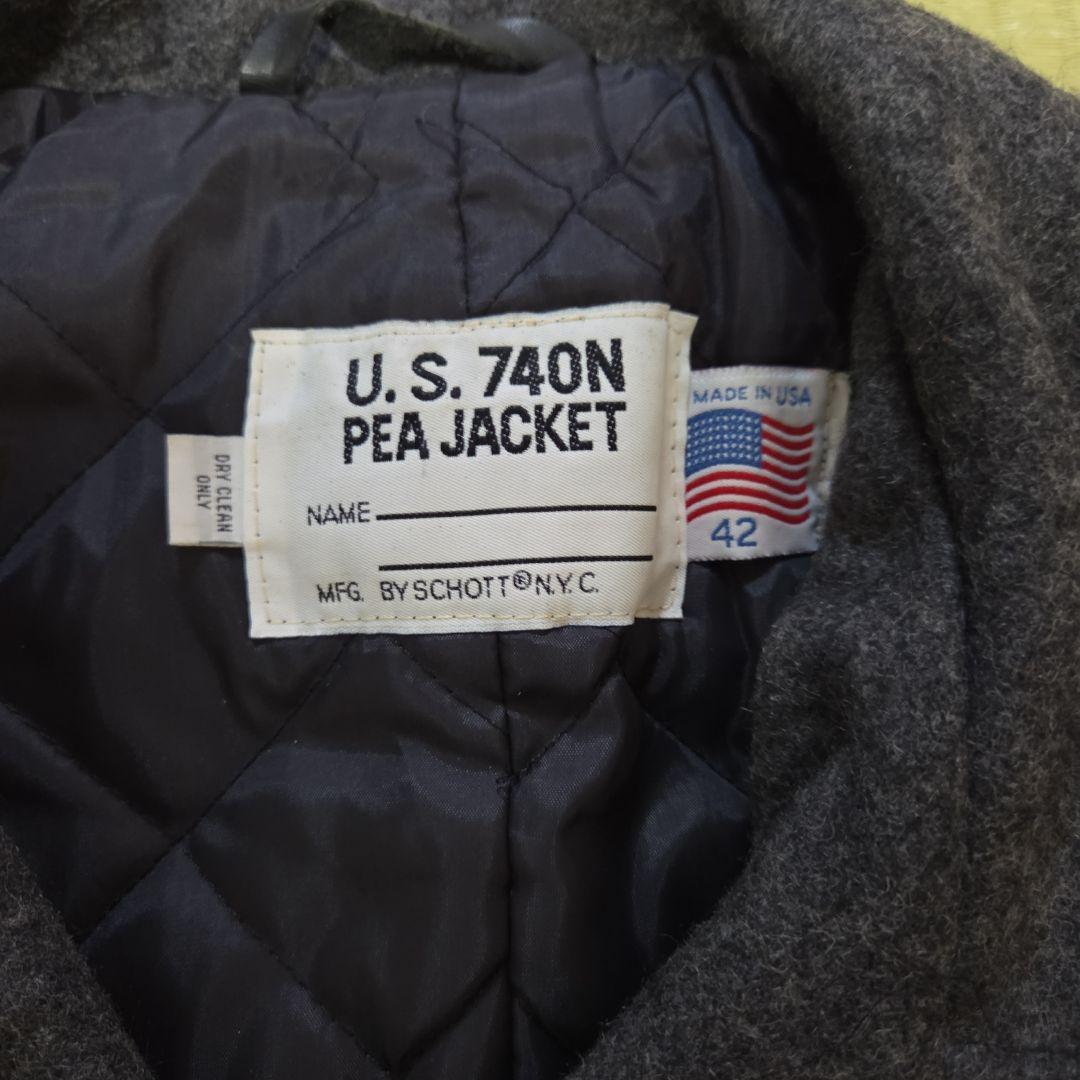 U. S. 740N
PEA JACKET
NAME
MFG. BY SCHOTT® N.Y.C.
DRY CLEAN
ONLY
MADE IN USA
42